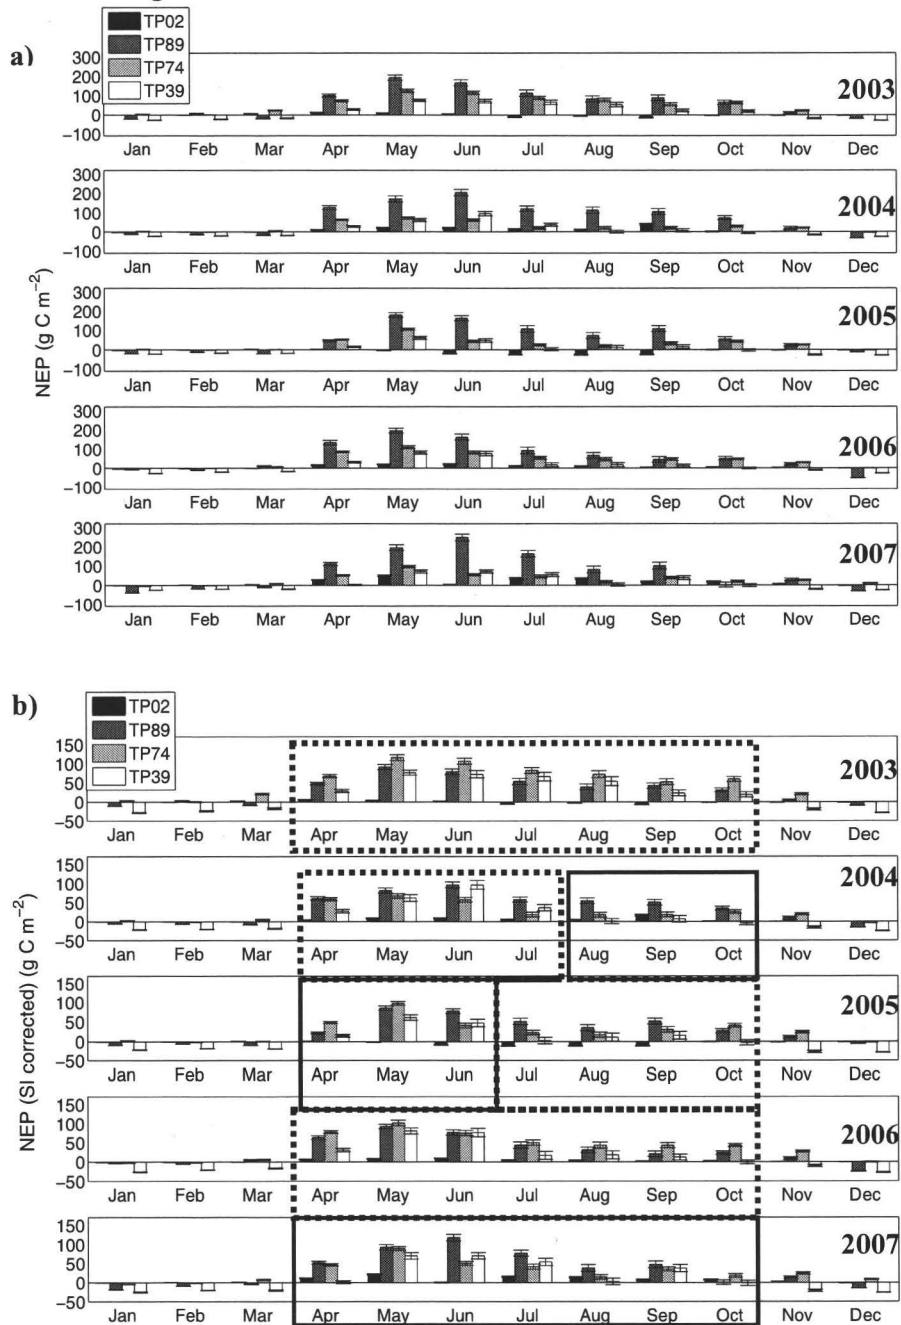 a)
TP02
TP89
TP74
TP39
NEP (g C m⁻²)
300
200
100
0
−100
2003
Jan Feb Mar Apr May Jun Jul Aug Sep Oct Nov Dec
300
200
100
0
−100
2004
Jan Feb Mar Apr May Jun Jul Aug Sep Oct Nov Dec
300
200
100
0
−100
2005
Jan Feb Mar Apr May Jun Jul Aug Sep Oct Nov Dec
300
200
100
0
−100
2006
Jan Feb Mar Apr May Jun Jul Aug Sep Oct Nov Dec
300
200
100
0
−100
2007
Jan Feb Mar Apr May Jun Jul Aug Sep Oct Nov Dec
b)
TP02
TP89
TP74
TP39
NEP (SI corrected) (g C m⁻²)
150
100
50
0
−50
2003
Jan Feb Mar Apr May Jun Jul Aug Sep Oct Nov Dec
150
100
50
0
−50
2004
Jan Feb Mar Apr May Jun Jul Aug Sep Oct Nov Dec
150
100
50
0
−50
2005
Jan Feb Mar Apr May Jun Jul Aug Sep Oct Nov Dec
150
100
50
0
−50
2006
Jan Feb Mar Apr May Jun Jul Aug Sep Oct Nov Dec
150
100
50
0
−50
2007
Jan Feb Mar Apr May Jun Jul Aug Sep Oct Nov Dec